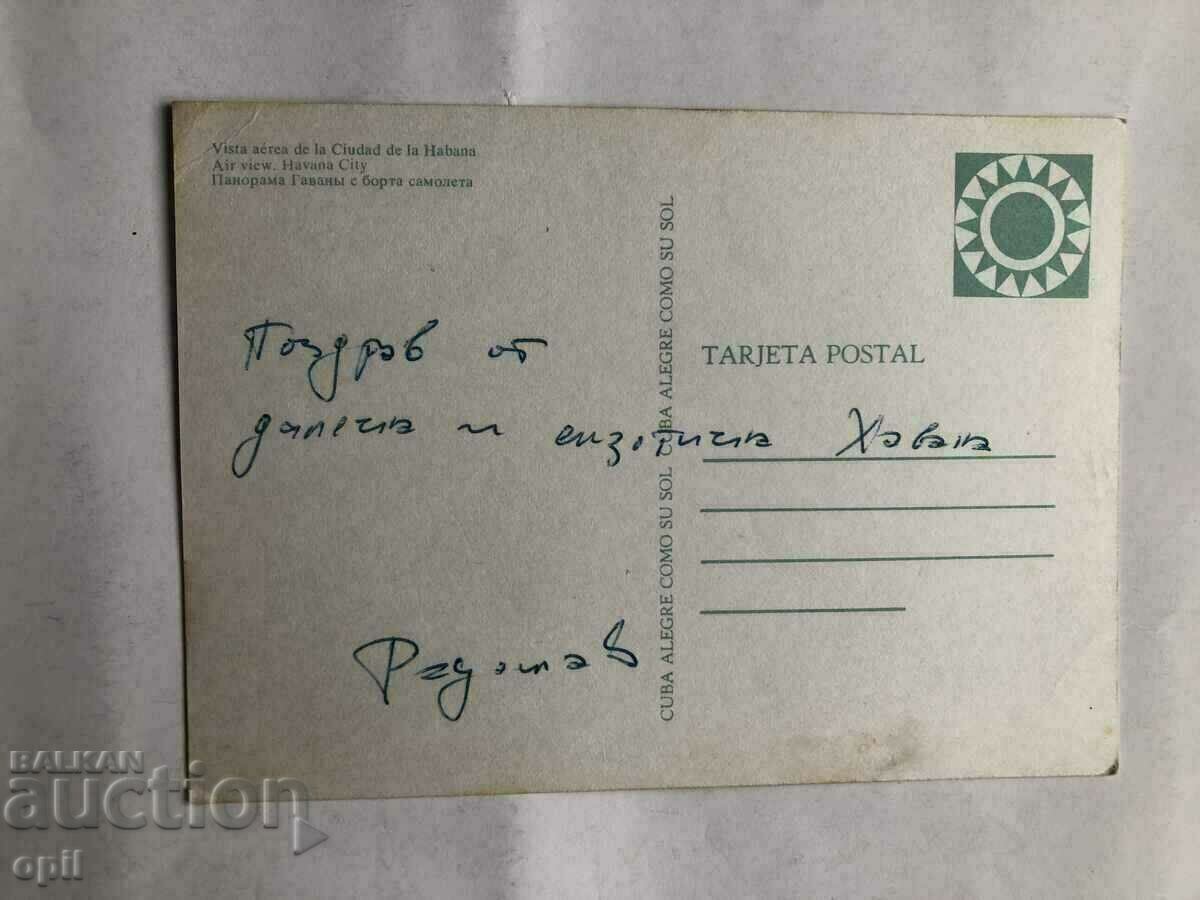 Vista aérea de la Ciudad de la Habana
Air view. Havana City
Панорама Гаваны с борта самолета
Поздрав от
далечна и екзотична Хавана
Радослав
CUBA ALEGRE COMO SU SOL CUBA ALEGRE COMO SU SOL
TARJETA POSTAL
BALKAN
auction
opil